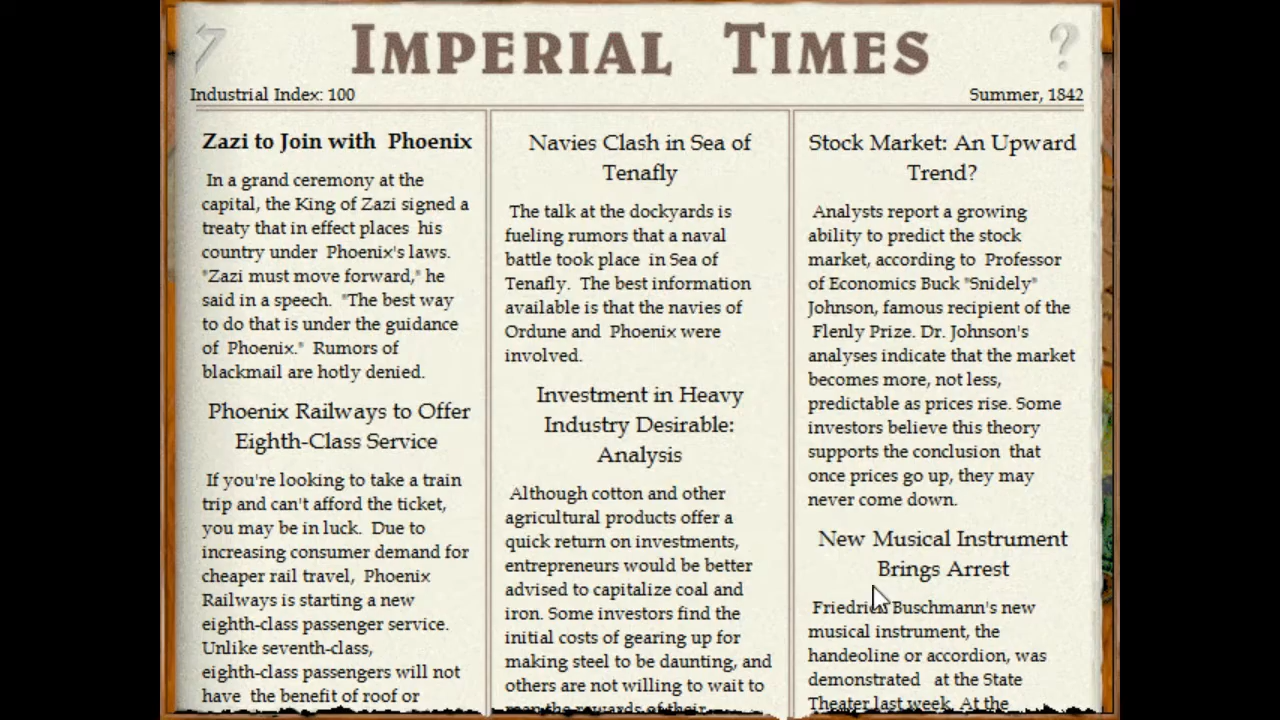 IMPERIAL TIMES
?
Industrial Index: 100
Summer, 1842
Zazi to Join with Phoenix
In a grand ceremony at the
capital, the King of Zazi signed a
treaty that in effect places his
country under Phoenix's laws.
"Zazi must move forward," he
said in a speech. "The best way
to do that is under the guidance
of Phoenix." Rumors of
blackmail are hotly denied.
Phoenix Railways to Offer
Eighth-Class Service
If you're looking to take a train
trip and can't afford the ticket,
you may be in luck. Due to
increasing consumer demand for
cheaper rail travel, Phoenix
Railways is starting a new
eighth-class passenger service.
Unlike seventh-class,
eighth-class passengers will not
have the benefit of roof or
Navies Clash in Sea of
Tenafly
The talk at the dockyards is
fueling rumors that a naval
battle took place in Sea of
Tenafly. The best information
available is that the navies of
Ordune and Phoenix were
involved.
Investment in Heavy
Industry Desirable:
Analysis
Although cotton and other
agricultural products offer a
quick return on investments,
entrepreneurs would be better
advised to capitalize coal and
iron. Some investors find the
initial costs of gearing up for
making steel to be daunting, and
others are not willing to wait to
reap the rewards of their
Stock Market: An Upward
Trend?
Analysts report a growing
ability to predict the stock
market, according to Professor
of Economics Buck "Snidely"
Johnson, famous recipient of the
Flenly Prize. Dr. Johnson's
analyses indicate that the market
becomes more, not less,
predictable as prices rise. Some
investors believe this theory
supports the conclusion that
once prices go up, they may
never come down.
New Musical Instrument
Brings Arrest
Friedrich Buschmann's new
musical instrument, the
handeoline or accordion, was
demonstrated at the State
Theater last week. At the